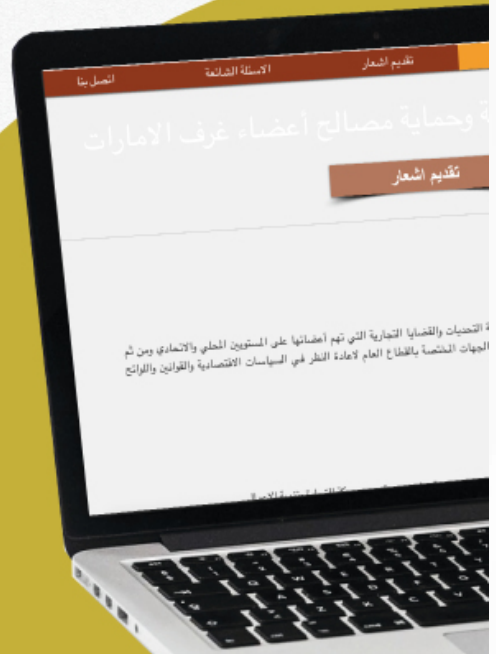 تقديم اشعار الاسئلة الشائعة اتصل بنا
وحماية مصالح أعضاء غرف الامارات
تقديم اشعار
التحديات والقضايا التجارية التي تهم أعضائها على المستويين المحلي والاتحادي ومن ثم
الجهات المختصة بالقطاع العام لاعادة النظر في السياسات الاقتصادية والقوانين واللوائح